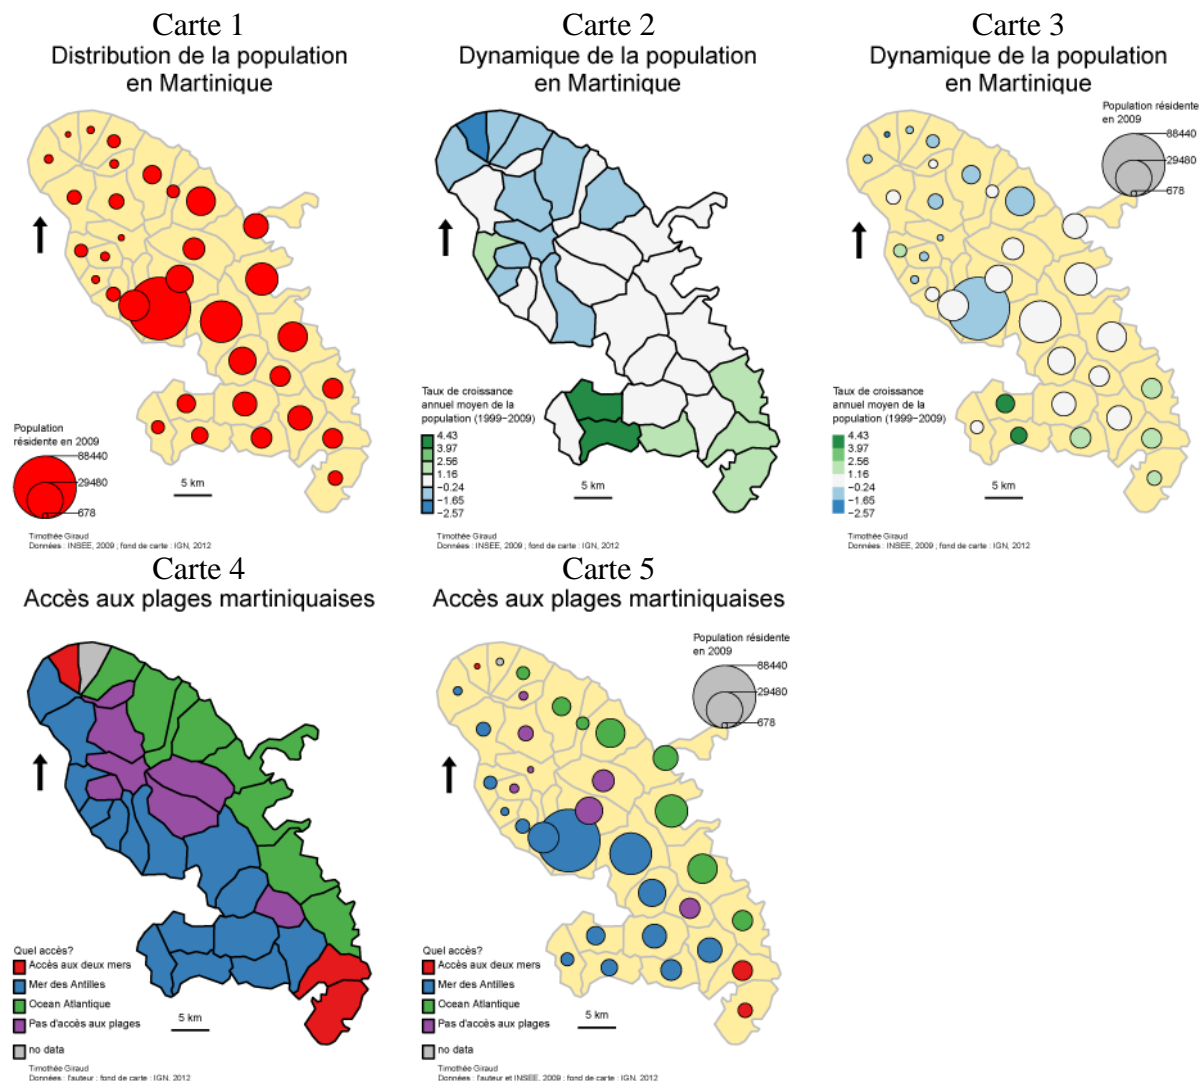 Carte 1
Distribution de la population
en Martinique
Population
résidente en 2009
88440
29480
678
5 km
Timothée Giraud
Données : INSEE, 2009 ; fond de carte : IGN, 2012
Carte 2
Dynamique de la population
en Martinique
Taux de croissance
annuel moyen de la
population (1999−2009)
4.43
3.97
2.56
1.16
−0.24
−1.65
−2.57
5 km
Timothée Giraud
Données : INSEE, 2009 ; fond de carte : IGN, 2012
Carte 3
Dynamique de la population
en Martinique
Population résidente
en 2009
88440
29480
678
Taux de croissance
annuel moyen de la
population (1999−2009)
4.43
3.97
2.56
1.16
−0.24
−1.65
−2.57
5 km
Timothée Giraud
Données : INSEE, 2009 ; fond de carte : IGN, 2012
Carte 4
Accès aux plages martiniquaises
Quel accès?
Accès aux deux mers
Mer des Antilles
Ocean Atlantique
Pas d'accès aux plages
no data
5 km
Timothée Giraud
Données : l'auteur ; fond de carte : IGN, 2012
Carte 5
Accès aux plages martiniquaises
Population résidente
en 2009
88440
29480
678
Quel accès?
Accès aux deux mers
Mer des Antilles
Ocean Atlantique
Pas d'accès aux plages
no data
5 km
Timothée Giraud
Données : l'auteur et INSEE, 2009 ; fond de carte : IGN, 2012